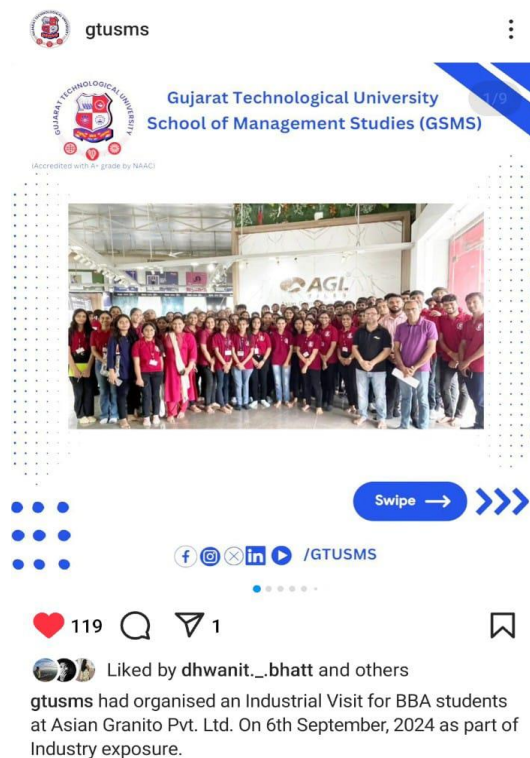 gtusms
1/9
GUJARAT TECHNOLOGICAL UNIVERSITY
Gujarat Technological University
School of Management Studies (GSMS)
(Accredited with A+ grade by NAAC)
AGL
TILES
Swipe
/GTUSMS
119
1
Liked by dhwanit._.bhatt and others
gtusms had organised an Industrial Visit for BBA students
at Asian Granito Pvt. Ltd. On 6th September, 2024 as part of
Industry exposure.